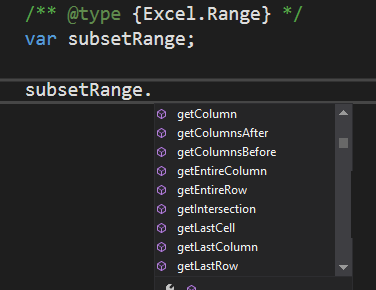 /** @type {Excel.Range} */
var subsetRange;
subsetRange.
getColumn
getColumnsAfter
getColumnsBefore
getEntireColumn
getEntireRow
getIntersection
getLastCell
getLastColumn
getLastRow